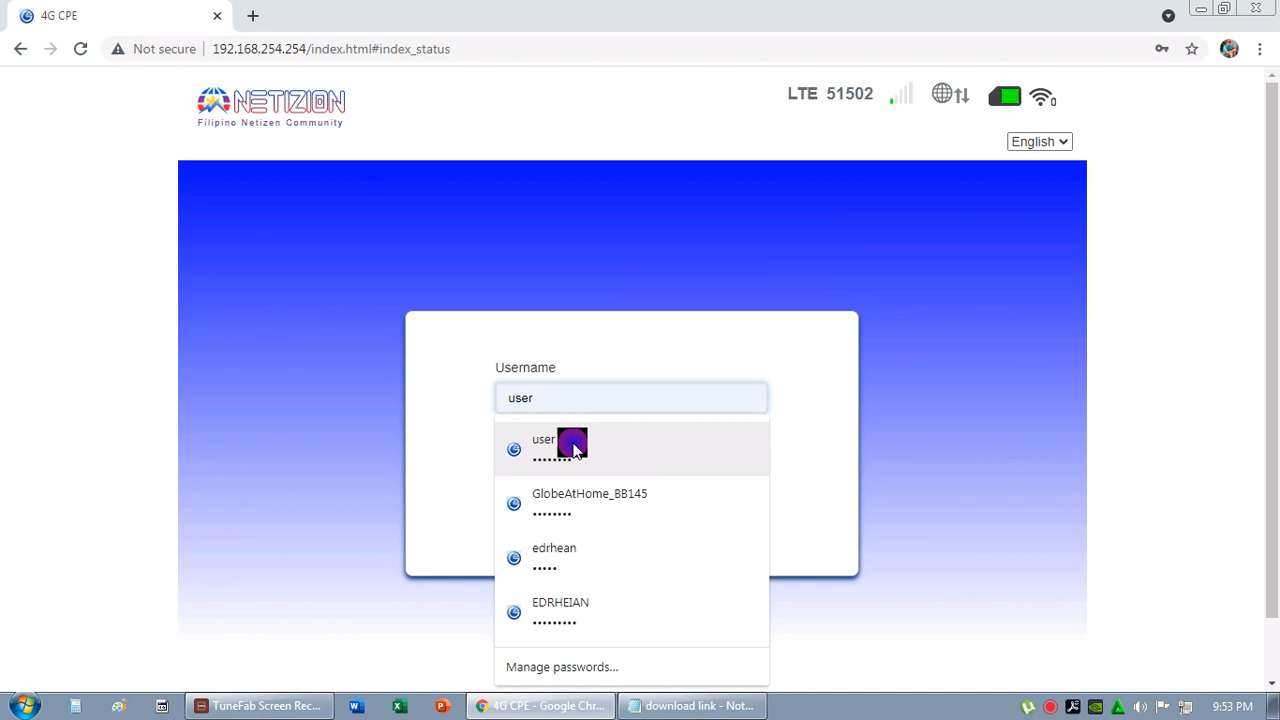 4G CPE
Not secure
192.168.254.254/index.html#index_status
NETIZION
Filipino Netizen Community
LTE 51502
0
English
Username
user
user
••••••••
GlobeAtHome_BB145
••••••••
edrhean
•••••
EDRHEIAN
•••••••••
Manage passwords...
TuneFab Screen Rec...
4G CPE - Google Chr...
download link - Not...
9:53 PM